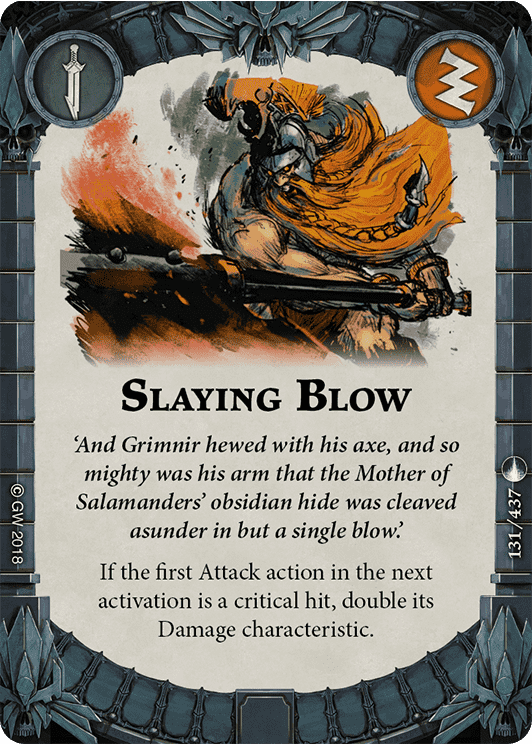 SLAYING BLOW
‘And Grimnir hewed with his axe, and so
mighty was his arm that the Mother of
Salamanders’ obsidian hide was cleaved
asunder in but a single blow.’
If the first Attack action in the next
activation is a critical hit, double its
Damage characteristic.
© GW 2018
131/437